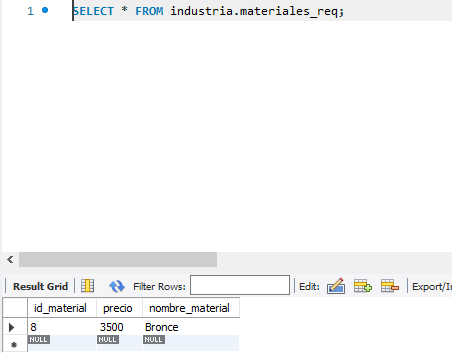 1 SELECT * FROM industria.materiales_req;
Result Grid Filter Rows: Edit: Export/Im
id_material precio nombre_material
8 3500 Bronce
NULL NULL NULL